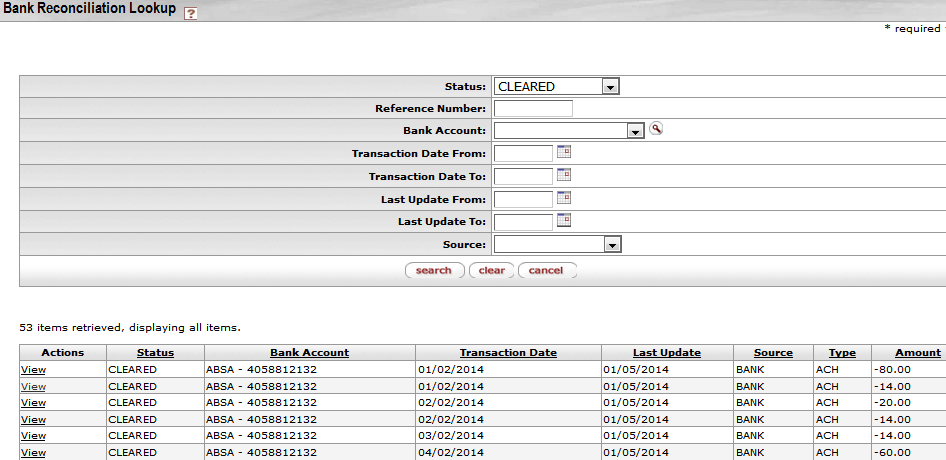 Bank Reconciliation Lookup ?
* required
Status: CLEARED
Reference Number:
Bank Account:
Transaction Date From:
Transaction Date To:
Last Update From:
Last Update To:
Source:
search clear cancel
53 items retrieved, displaying all items.
Actions Status Bank Account Transaction Date Last Update Source Type Amount
View CLEARED ABSA - 4058812132 01/02/2014 01/05/2014 BANK ACH -80.00
View CLEARED ABSA - 4058812132 01/02/2014 01/05/2014 BANK ACH -14.00
View CLEARED ABSA - 4058812132 02/02/2014 01/05/2014 BANK ACH -20.00
View CLEARED ABSA - 4058812132 02/02/2014 01/05/2014 BANK ACH -14.00
View CLEARED ABSA - 4058812132 03/02/2014 01/05/2014 BANK ACH -14.00
View CLEARED ABSA - 4058812132 04/02/2014 01/05/2014 BANK ACH -60.00